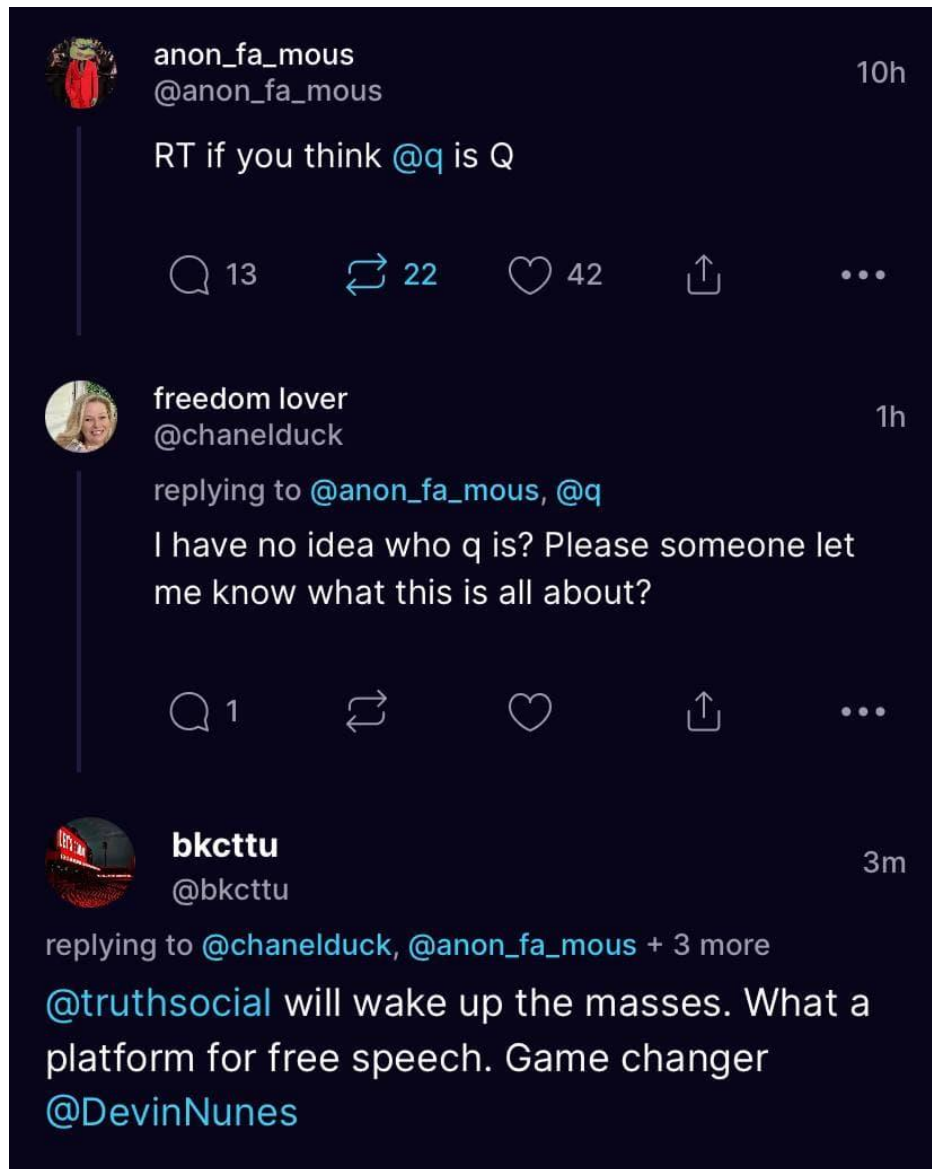 anon_fa_mous
@anon_fa_mous
10h
RT if you think @q is Q
13
22
42
freedom lover
@chanelduck
1h
replying to @anon_fa_mous, @q
I have no idea who q is? Please someone let
me know what this is all about?
1
bkcttu
@bkcttu
3m
replying to @chanelduck, @anon_fa_mous + 3 more
@truthsocial will wake up the masses. What a
platform for free speech. Game changer
@DevinNunes